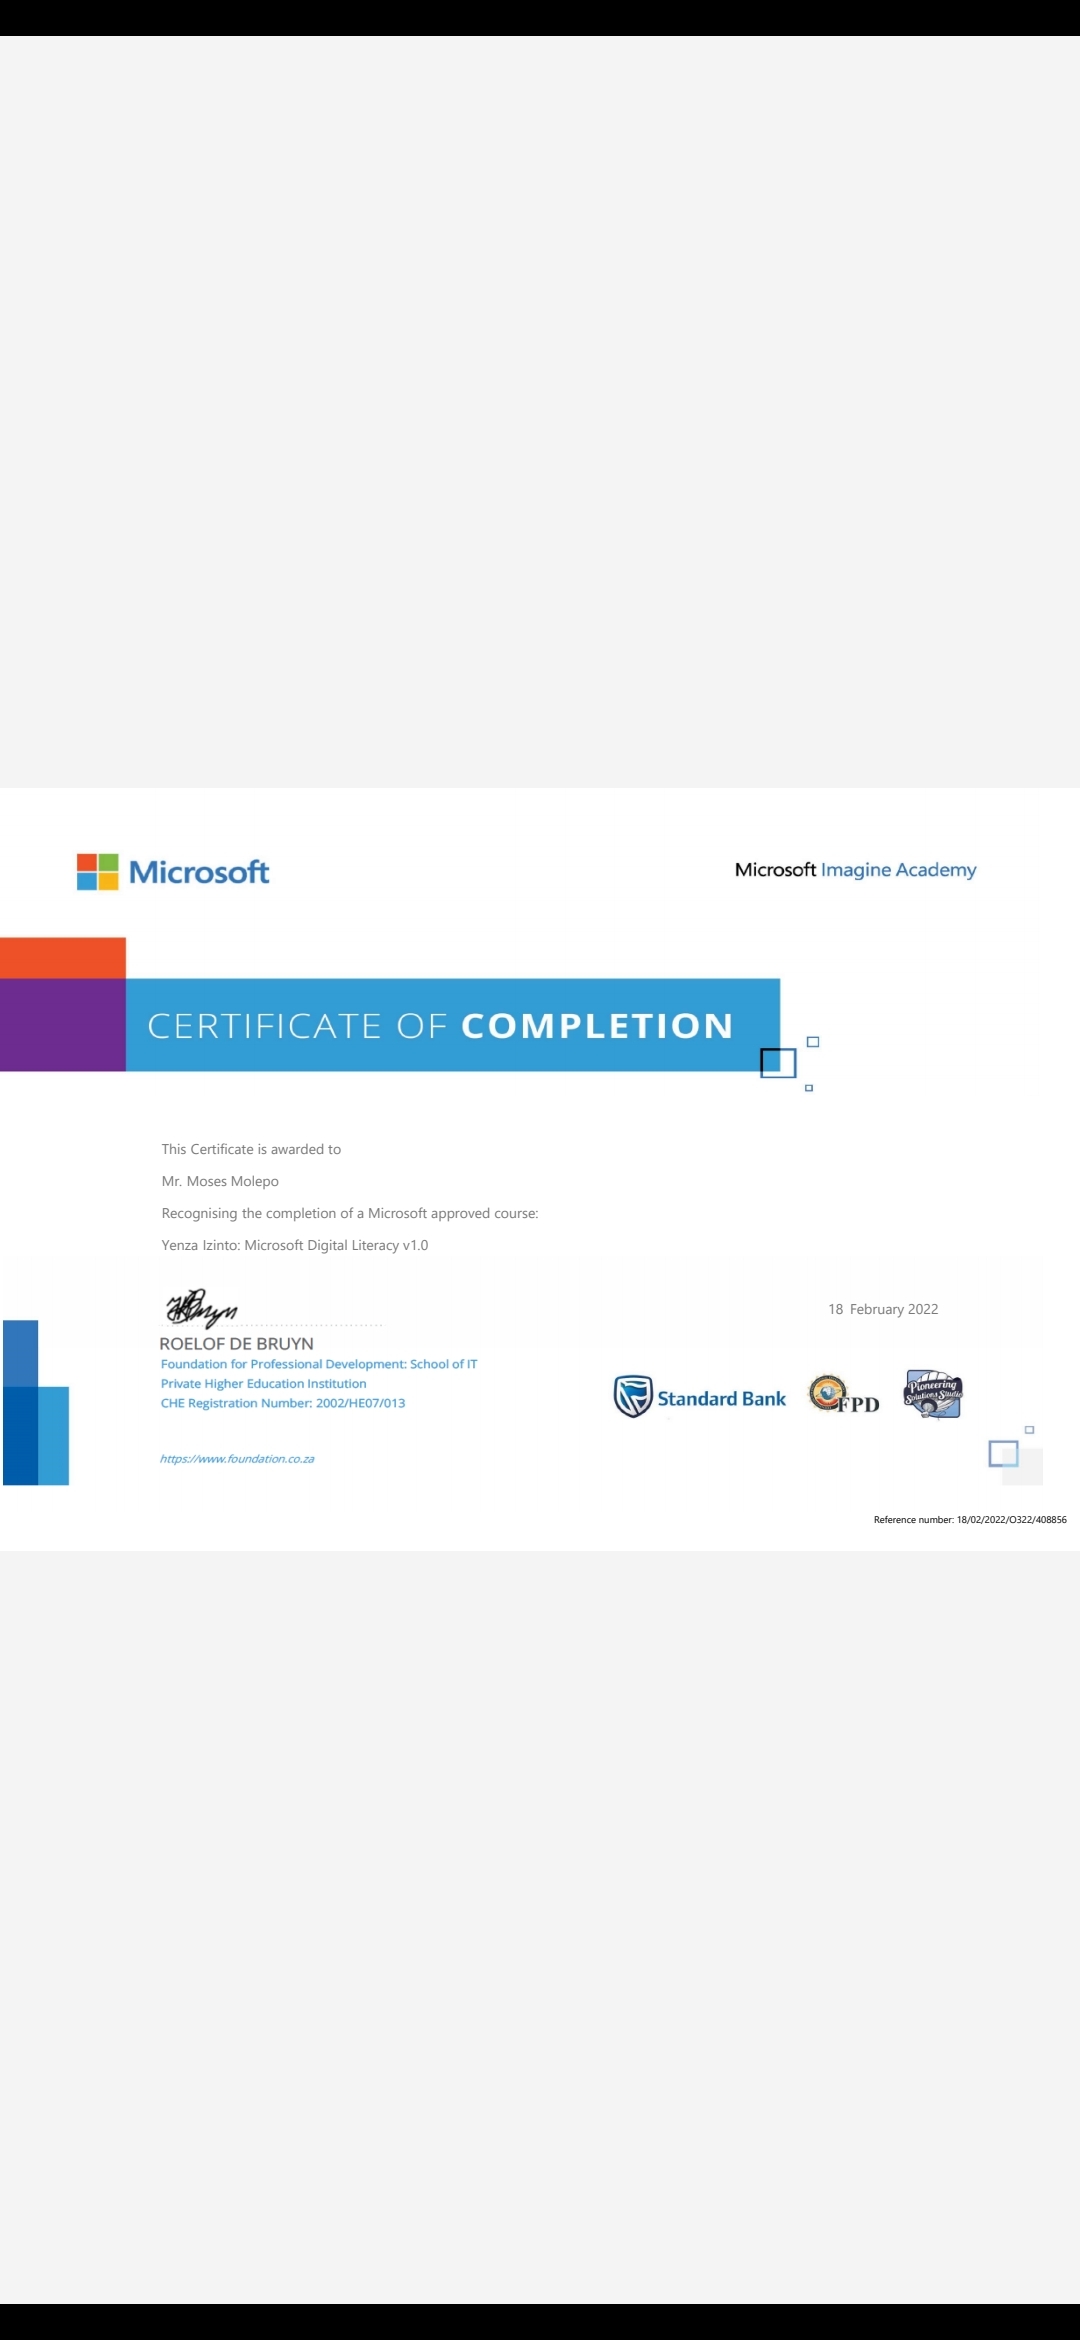 Microsoft
Microsoft Imagine Academy
CERTIFICATE OF COMPLETION
This Certificate is awarded to
Mr. Moses Molepo
Recognising the completion of a Microsoft approved course:
Yenza Izinto: Microsoft Digital Literacy v1.0
18 February 2022
ROELOF DE BRUYN
Foundation for Professional Development: School of IT
Private Higher Education Institution
CHE Registration Number: 2002/HE07/013
Standard Bank
FPD
Pioneering
Solutions Studio
https://www.foundation.co.za
Reference number: 18/02/2022/O322/408856